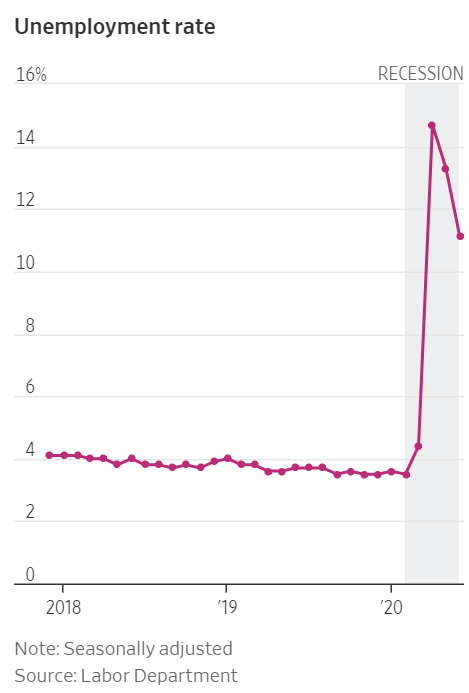 Unemployment rate
RECESSION
16%
14
12
10
8
6
4
2
0
2018 ’19 ’20
Note: Seasonally adjusted
Source: Labor Department